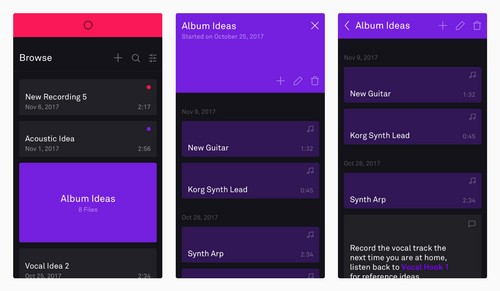 Browse
New Recording 5
Nov 6, 2017
2:17
Acoustic Idea
Nov 1, 2017
2:56
Album Ideas
8 Files
Vocal Idea 2
Oct 25, 2017
2:34
Album Ideas
Started on October 25, 2017
Nov 9, 2017
New Guitar
1:32
Korg Synth Lead
0:45
Oct 28, 2017
Synth Arp
2:34
Album Ideas
Nov 9, 2017
New Guitar
1:32
Korg Synth Lead
0:45
Oct 28, 2017
Synth Arp
2:34
Record the vocal track the
next time you are at home,
listen back to Vocal Hook 1
for reference ideas